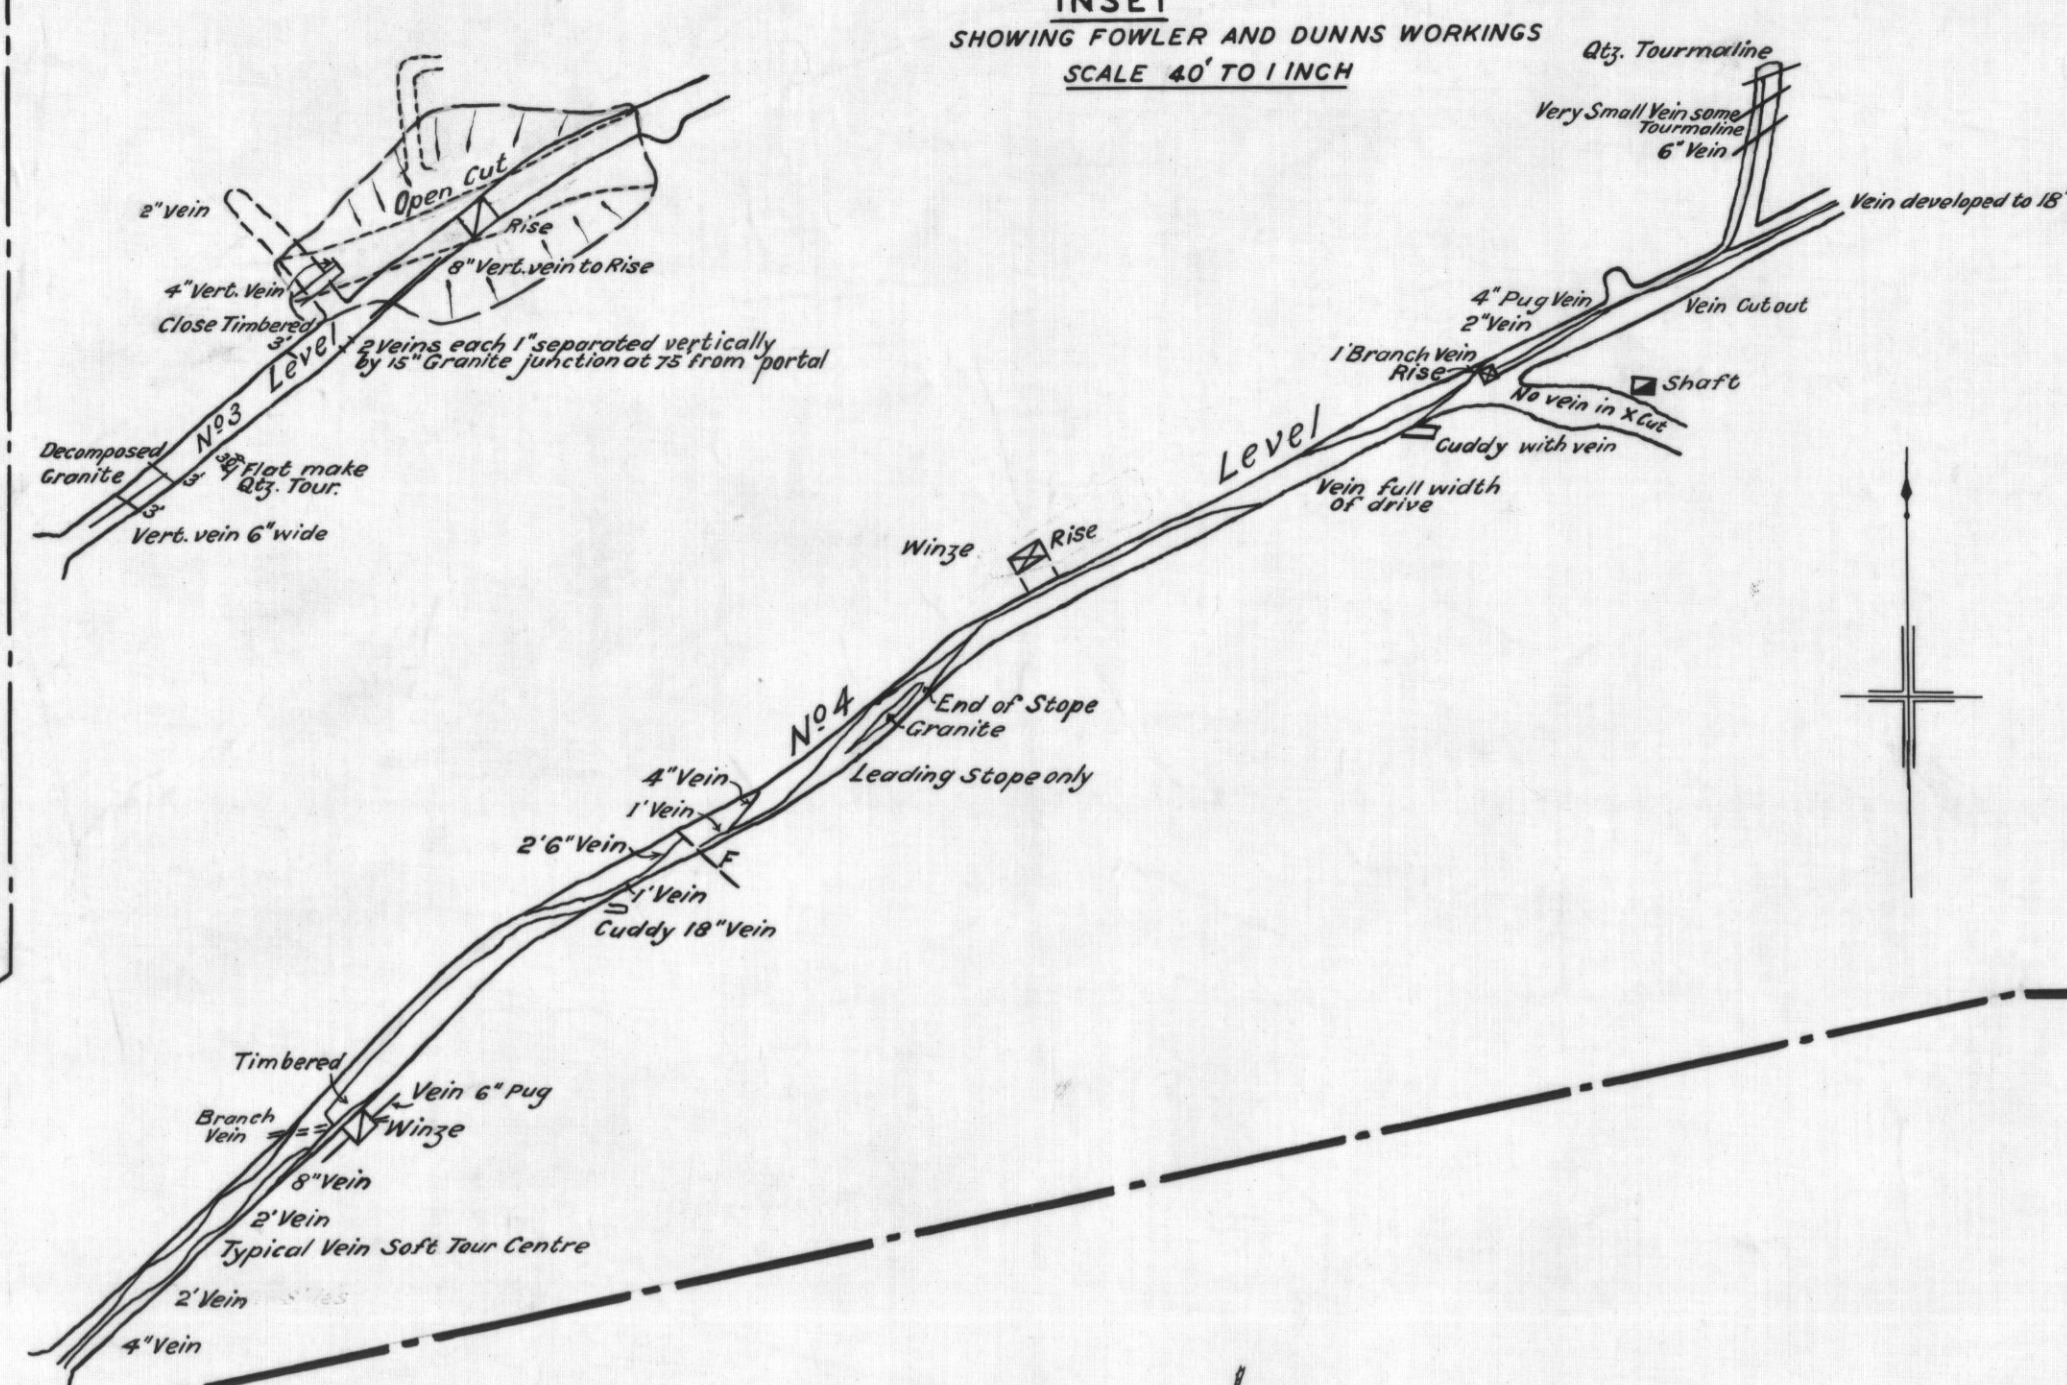 INSET
SHOWING FOWLER AND DUNNS WORKINGS
SCALE 40' TO 1 INCH
Qtz. Tourmaline
Very Small Vein some
Tourmaline
6" Vein
Vein developed to 18"
Open Cut
2" Vein
Rise
8" Vert. vein to Rise
4" Vert. Vein
Close Timbered
3'
2 Veins each 1" separated vertically
by 15" Granite junction at 75 from portal
No 3 Level
Decomposed
Granite
3'
3'
Flat make
Qtz. Tour.
Vert. vein 6" wide
4" Pug Vein
2" Vein
Vein Cut out
1' Branch Vein
Rise
Shaft
No vein in X Cut
Cuddy with vein
Vein full width
Of drive
Winze
Rise
No 4 Level
End of Stope
Granite
Leading Stope only
4" Vein
1' Vein
2'6" Vein
F
1' Vein
Cuddy 18" Vein
Timbered
Vein 6" Pug
Branch
Vein
Winze
8" Vein
2' Vein
Typical Vein Soft Tour Centre
2' Vein
4" Vein